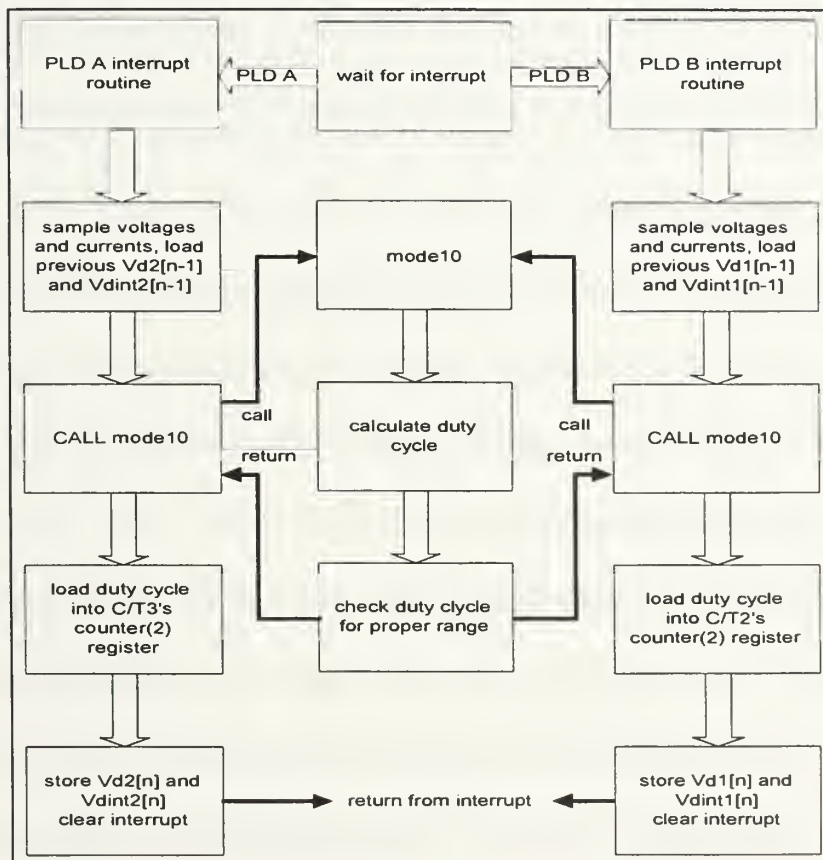 PLD A interrupt
routine
PLD A
wait for interrupt
PLD B
PLD B interrupt
routine
sample voltages
and currents, load
previous Vd2[n-1]
and Vdint2[n-1]
mode10
sample voltages
and currents, load
previous Vd1[n-1]
and Vdint1[n-1]
CALL mode10
call
return
calculate duty
cycle
call
return
CALL mode10
load duty cycle
into C/T3's
counter(2)
register
check duty clycle
for proper range
load duty cycle
into C/T2's
counter(2) register
store Vd2[n] and
Vdint2[n]
clear interrupt
return from interrupt
store Vd1[n] and
Vdint1[n]
clear interrupt